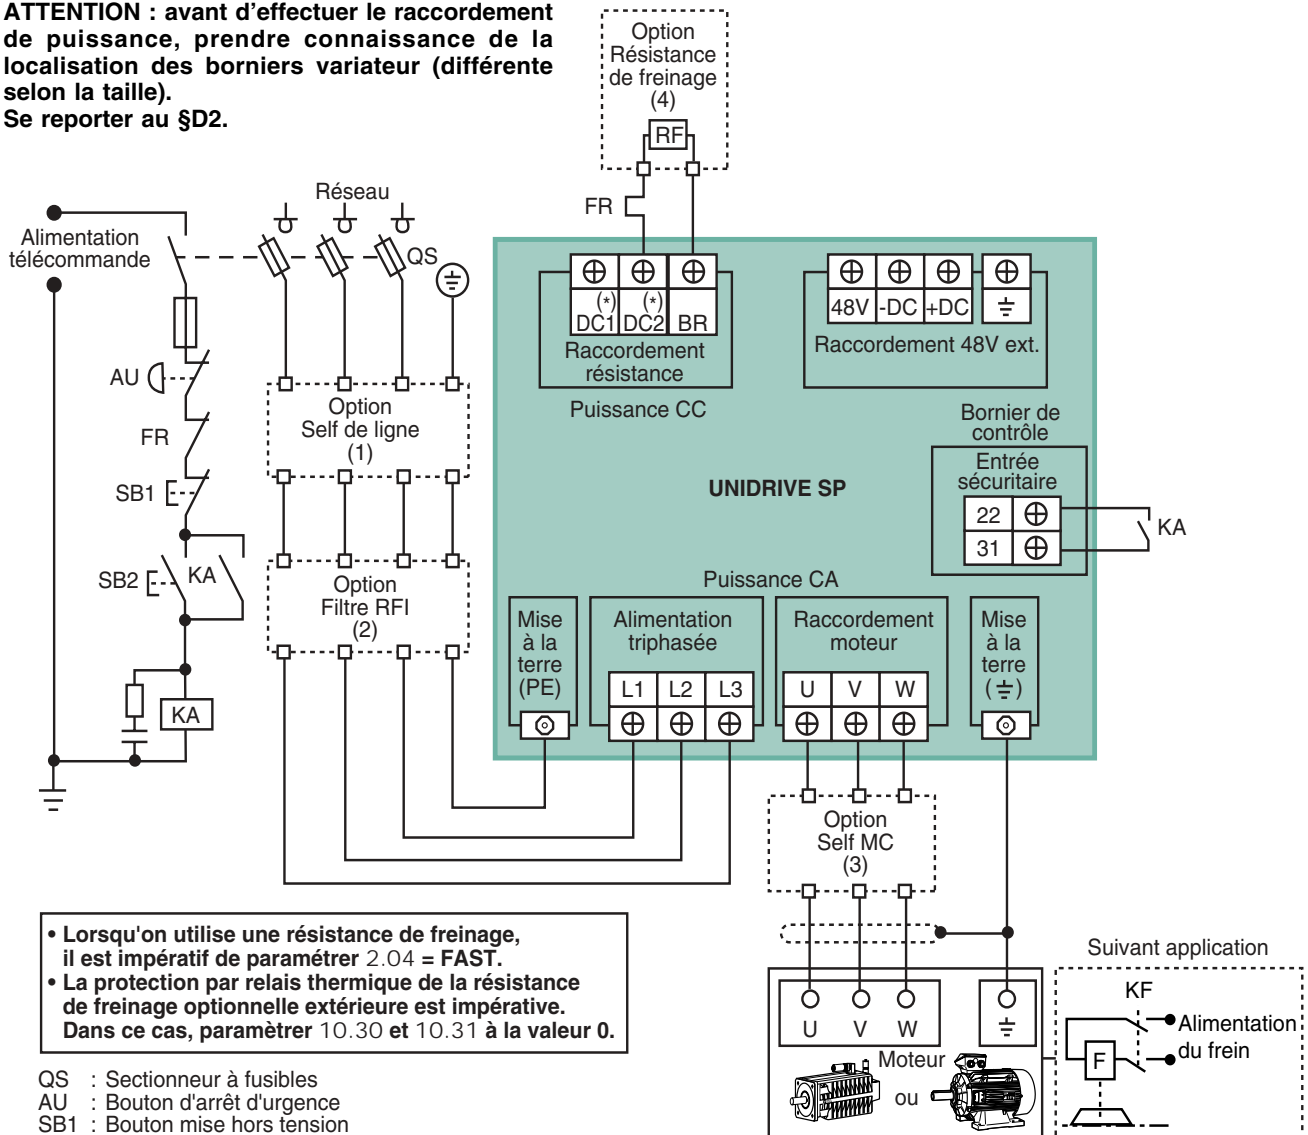 ATTENTION : avant d’effectuer le raccordement
de puissance, prendre connaissance de la
localisation des borniers variateur (différente
selon la taille).
Se reporter au §D2.
Option
Résistance
de freinage
(4)
RF
FR
Réseau
Alimentation
télécommande
QS
AU
FR
SB1
SB2
KA
KA
Option
Self de ligne
(1)
Option
Filtre RFI
(2)
(*)
(*)
DC1
DC2
BR
Raccordement
résistance
Puissance CC
48V
-DC
+DC
Raccordement 48V ext.
Bornier de
contrôle
Entrée
sécuritaire
22
31
KA
UNIDRIVE SP
Puissance CA
Mise
à la
terre
(PE)
Alimentation
triphasée
L1
L2
L3
Raccordement
moteur
U
V
W
Mise
à la
terre
(⏚)
Option
Self MC
(3)
• Lorsqu'on utilise une résistance de freinage,
il est impératif de paramétrer 2.04 = FAST.
• La protection par relais thermique de la résistance
de freinage optionnelle extérieure est impérative.
Dans ce cas, paramètrer 10.30 et 10.31 à la valeur 0.
U
V
W
Moteur
ou
Suivant application
KF
Alimentation
du frein
F
QS : Sectionneur à fusibles
AU : Bouton d'arrêt d'urgence
SB1 : Bouton mise hors tension